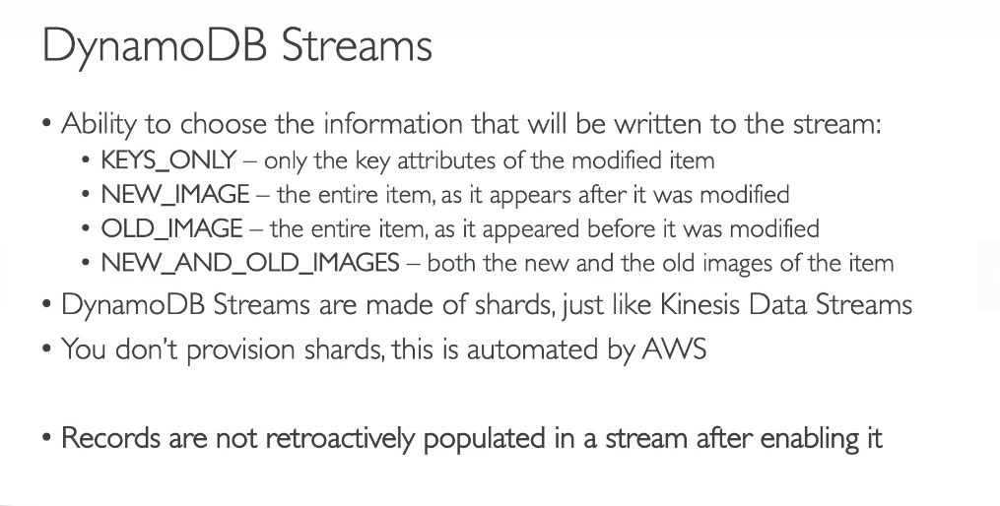 DynamoDB Streams
• Ability to choose the information that will be written to the stream:
• KEYS_ONLY – only the key attributes of the modified item
• NEW_IMAGE – the entire item, as it appears after it was modified
• OLD_IMAGE – the entire item, as it appeared before it was modified
• NEW_AND_OLD_IMAGES – both the new and the old images of the item
• DynamoDB Streams are made of shards, just like Kinesis Data Streams
• You don’t provision shards, this is automated by AWS
• Records are not retroactively populated in a stream after enabling it